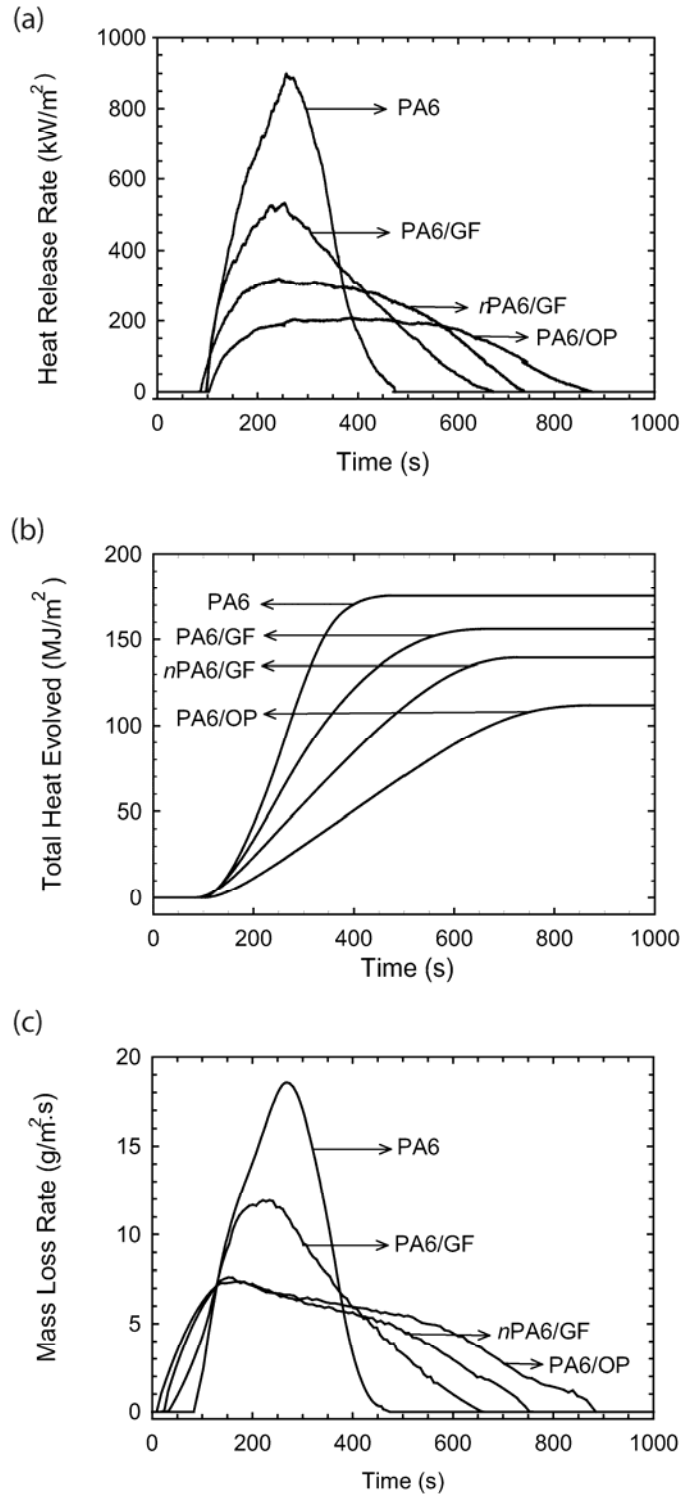 (a)
1000
800
600
400
200
0
Heat Release Rate (kW/m²)
PA6
PA6/GF
nPA6/GF
PA6/OP
0 200 400 600 800 1000
Time (s)
(b)
200
150
100
50
0
Total Heat Evolved (MJ/m²)
PA6
PA6/GF
nPA6/GF
PA6/OP
0 200 400 600 800 1000
Time (s)
(c)
20
15
10
5
0
Mass Loss Rate (g/m².s)
PA6
PA6/GF
nPA6/GF
PA6/OP
0 200 400 600 800 1000
Time (s)